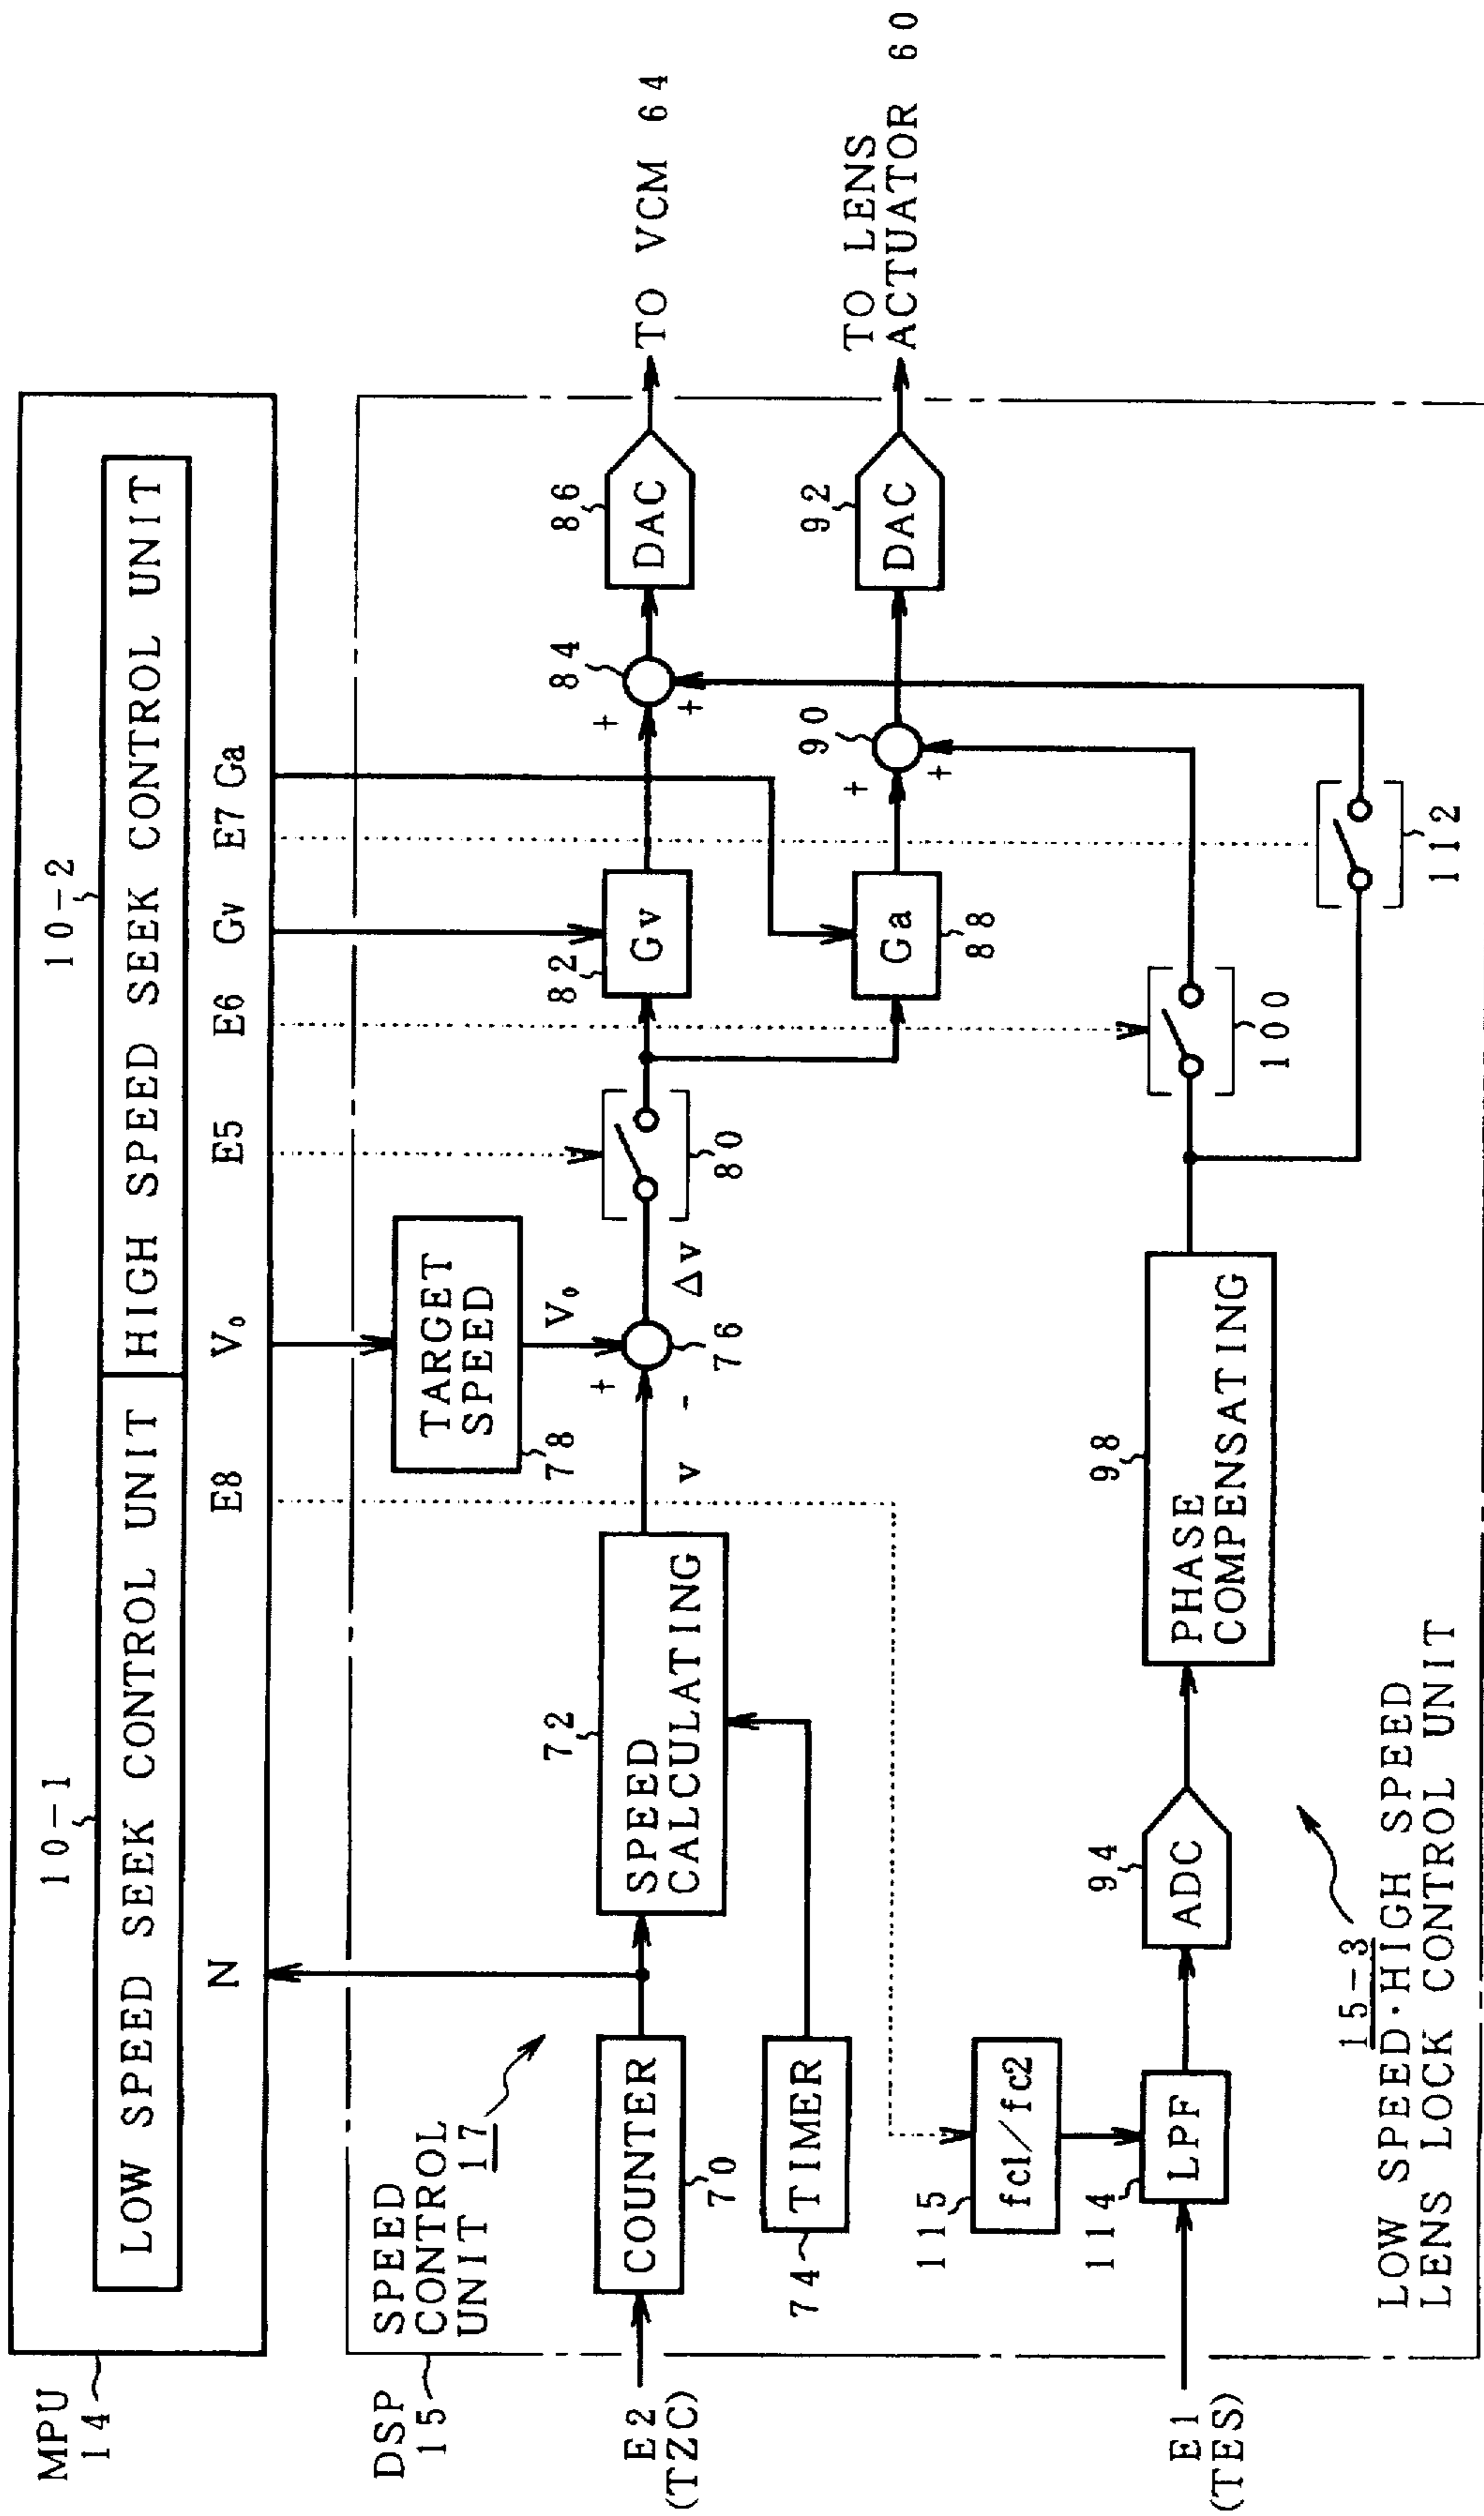 MPU
14
10-1
10-2
LOW SPEED SEEK CONTROL UNIT
HIGH SPEED SEEK CONTROL UNIT
N
E8
V₀
E5
E6
Gv
E7
Ga
DSP
15
SPEED
CONTROL
UNIT 17
TARGET
SPEED
78
V₀
E2
(TZC)
COUNTER
70
72
SPEED
CALCULATING
TIMER
74
v
+
-
76
Δv
80
82
Gv
+
+
84
86
DAC
TO VCM 64
Ga
88
+
+
90
92
DAC
TO LENS
ACTUATOR 60
115
fc1/fc2
E1
(TES)
114
LPF
94
ADC
98
PHASE
COMPENSATING
100
112
15-3
LOW SPEED·HIGH SPEED
LENS LOCK CONTROL UNIT